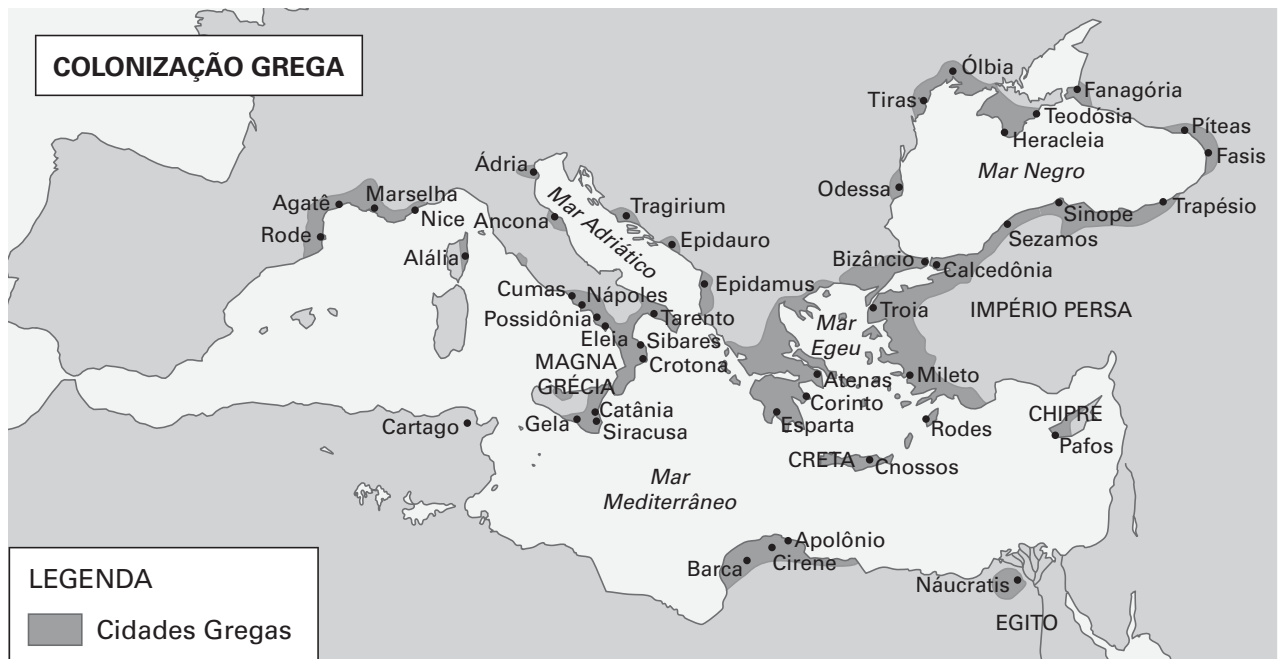 COLONIZAÇÃO GREGA
Ólbia
Tiras
Fanagória
Teodósia
Heracleia
Píteas
Fasis
Mar Negro
Odessa
Sinope
Trapésio
Sezamos
Bizâncio
Calcedônia
IMPÉRIO PERSA
Ádria
Agatê
Marselha
Nice
Rode
Ancona
Mar Adriático
Tragirium
Epidauro
Alália
Epidamus
Cumas
Nápoles
Possidônia
Tarento
Eleia
Sibares
Crotona
MAGNA
GRÉCIA
Troia
Mar
Egeu
Atenas
Mileto
Corinto
Esparta
Catânia
Gela
Siracusa
Cartago
Rodes
CHIPRE
Pafos
CRETA
Cnossos
Mar
Mediterrâneo
Apolônio
Cirene
Barca
Náucratis
EGITO
LEGENDA
Cidades Gregas